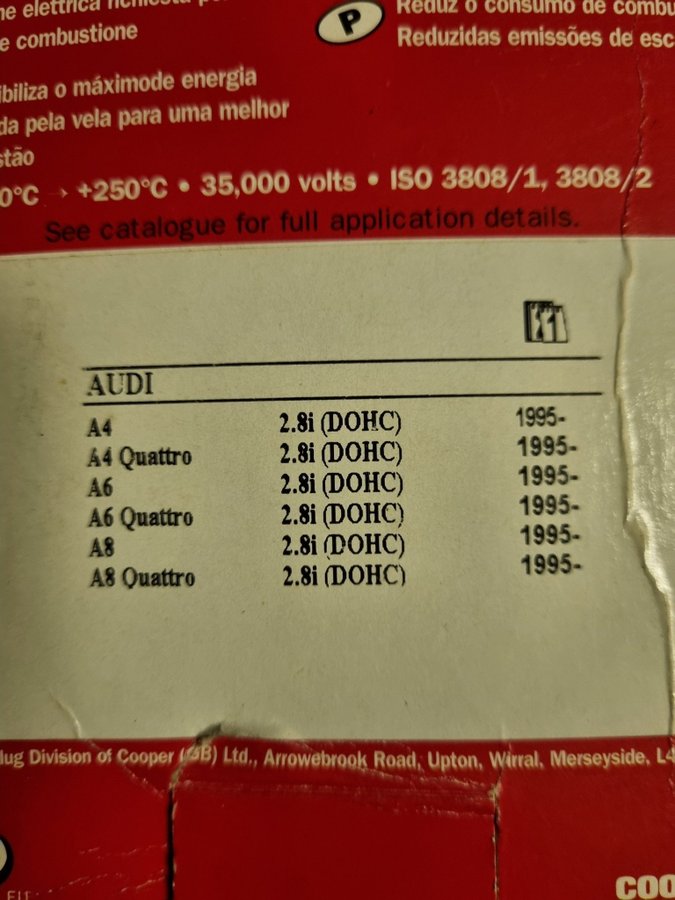 elettrica richiesta
e combustione
P
Reduz o consumo de combu
Reduzidas emissões de esc
ibiliza o máximode energia
da pela vela para uma melhor
stão
0°C → +250°C • 35,000 volts • ISO 3808/1, 3808/2
See catalogue for full application details.
AUDI
A4 2.8i (DOHC) 1995-
A4 Quattro 2.8i (DOHC) 1995-
A6 2.8i (DOHC) 1995-
A6 Quattro 2.8i (DOHC) 1995-
A8 2.8i (DOHC) 1995-
A8 Quattro 2.8i (DOHC) 1995-
lug Division of Cooper (GB) Ltd., Arrowebrook Road, Upton, Wirral, Merseyside, L4
FIT
COO